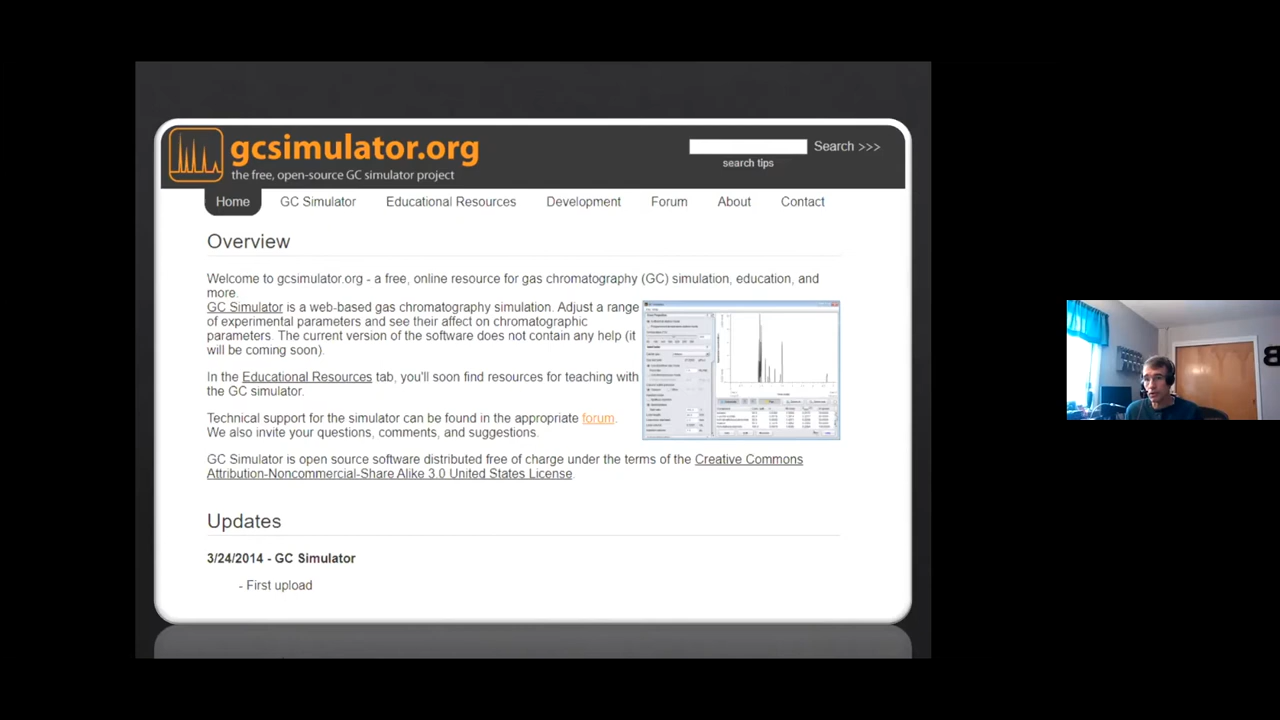 gcsimulator.org
the free, open-source GC simulator project
Search >>>
search tips
Home
GC Simulator
Educational Resources
Development
Forum
About
Contact
Overview
Welcome to gcsimulator.org - a free, online resource for gas chromatography (GC) simulation, education, and
more.
GC Simulator is a web-based gas chromatography simulation. Adjust a range
of experimental parameters and see their affect on chromatographic
parameters. The current version of the software does not contain any help (it
will be coming soon).
In the Educational Resources tab, you'll soon find resources for teaching with
the GC simulator.
Technical support for the simulator can be found in the appropriate forum.
We also invite your questions, comments, and suggestions.
GC Simulator is open source software distributed free of charge under the terms of the Creative Commons
Attribution-Noncommercial-Share Alike 3.0 United States License.
Updates
3/24/2014 - GC Simulator
- First upload